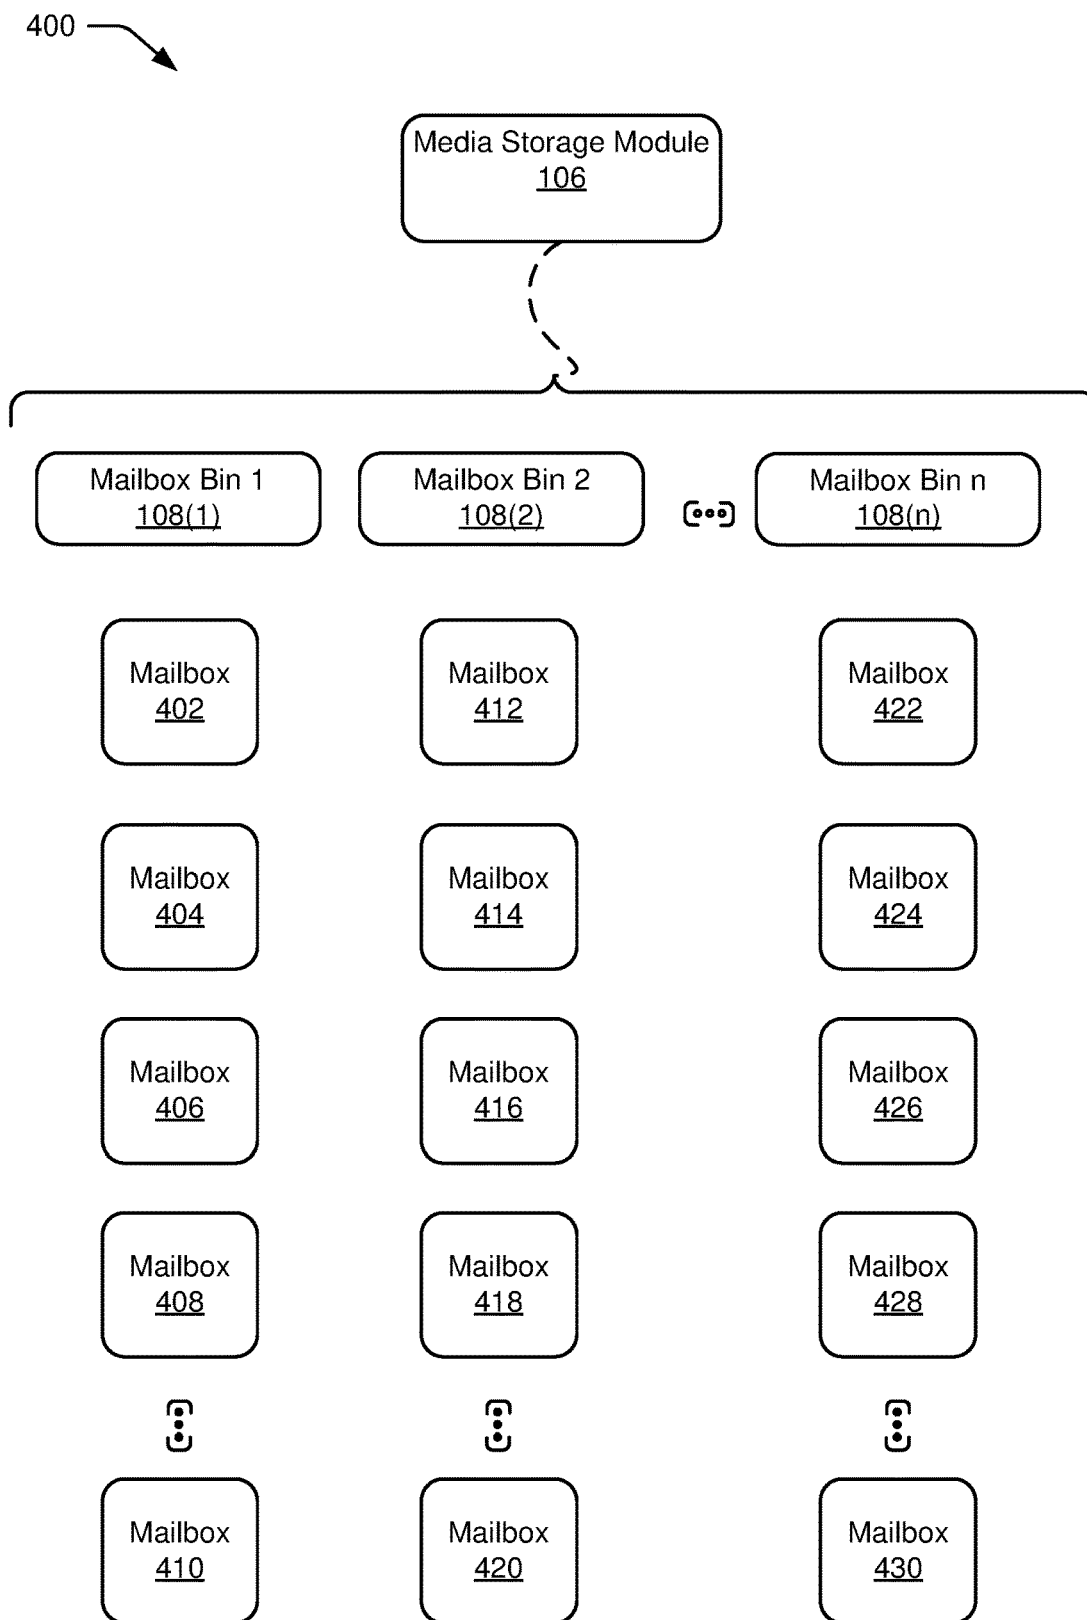 400
Media Storage Module
106
Mailbox Bin 1
108(1)
Mailbox Bin 2
108(2)
Mailbox Bin n
108(n)
Mailbox
402
Mailbox
412
Mailbox
422
Mailbox
404
Mailbox
414
Mailbox
424
Mailbox
406
Mailbox
416
Mailbox
426
Mailbox
408
Mailbox
418
Mailbox
428
Mailbox
410
Mailbox
420
Mailbox
430